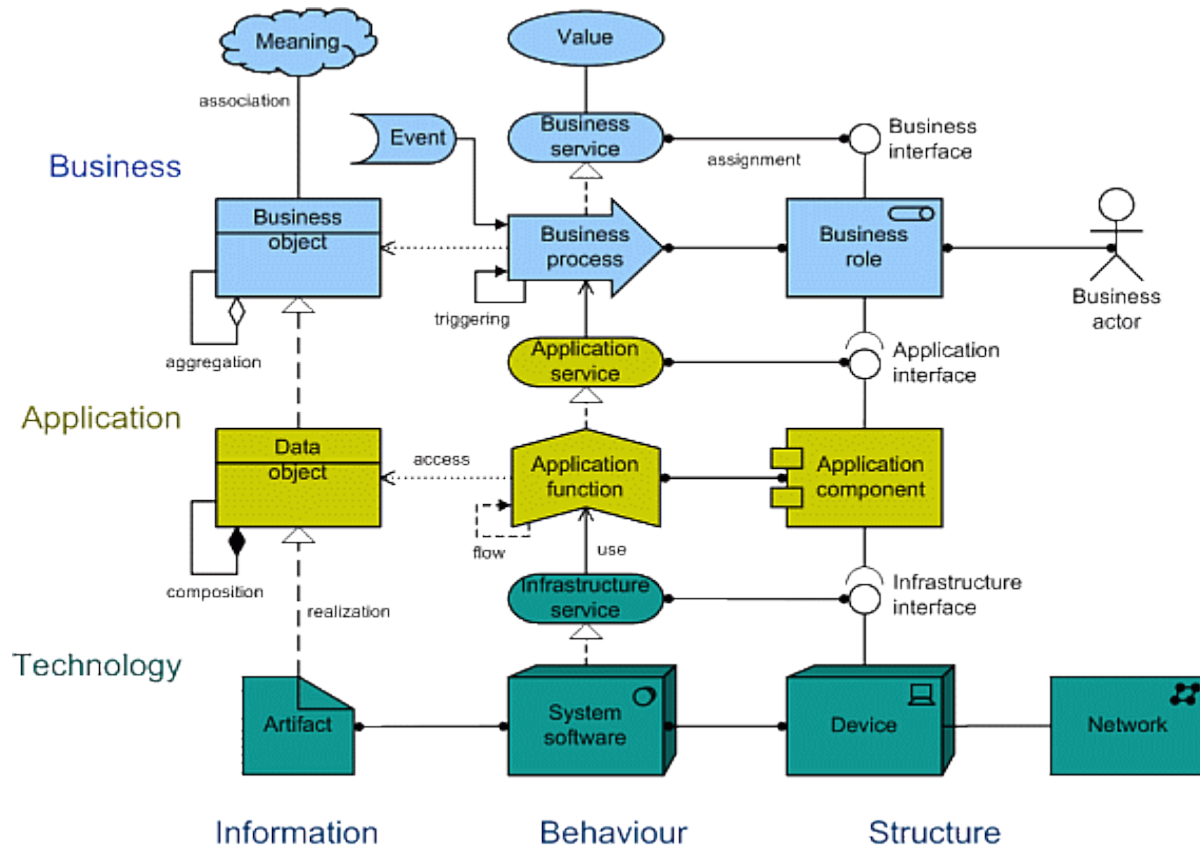 Meaning
Value
association
Event
Business
service
assignment
Business
interface
Business
Business
object
Business
process
Business
role
Business
actor
triggering
aggregation
Application
service
Application
interface
Application
Data
object
access
Application
function
Application
component
flow
use
composition
realization
Infrastructure
service
Infrastructure
interface
Technology
Artifact
System
software
Device
Network
Information
Behaviour
Structure